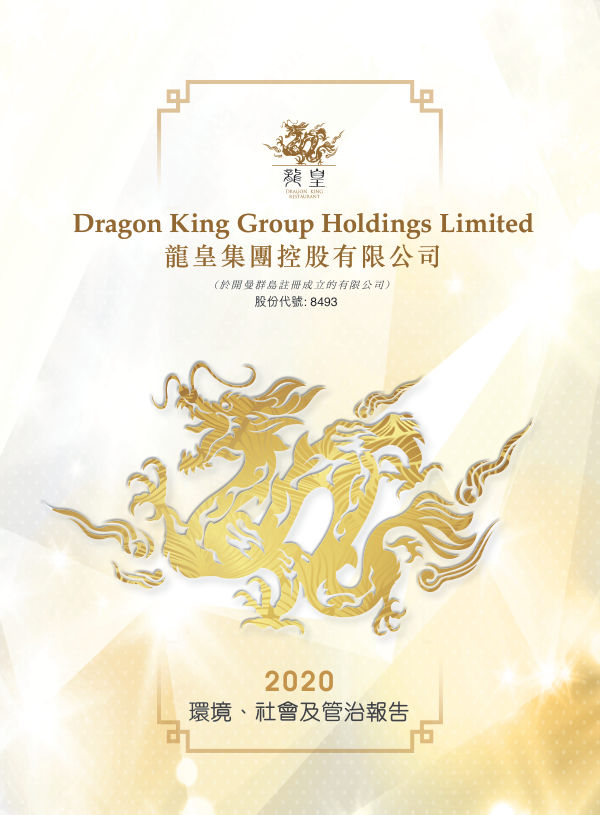 龍皇
DRAGON KING
RESTAURANT
Dragon King Group Holdings Limited
龍皇集團控股有限公司
（於開曼群島註冊成立的有限公司）
股份代號: 8493
2020
環境、社會及管治報告